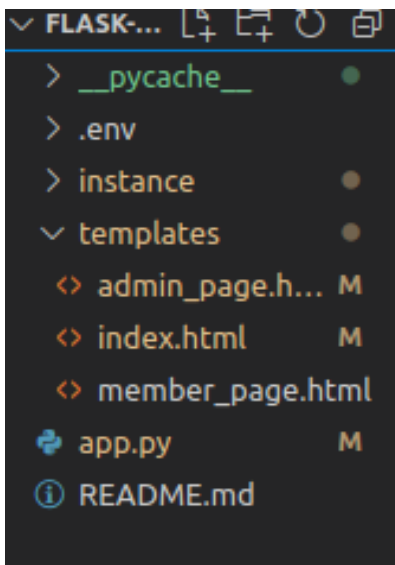 FLASK-...
__pycache__
.env
instance
templates
admin_page.h... M
index.html M
member_page.html
app.py M
README.md